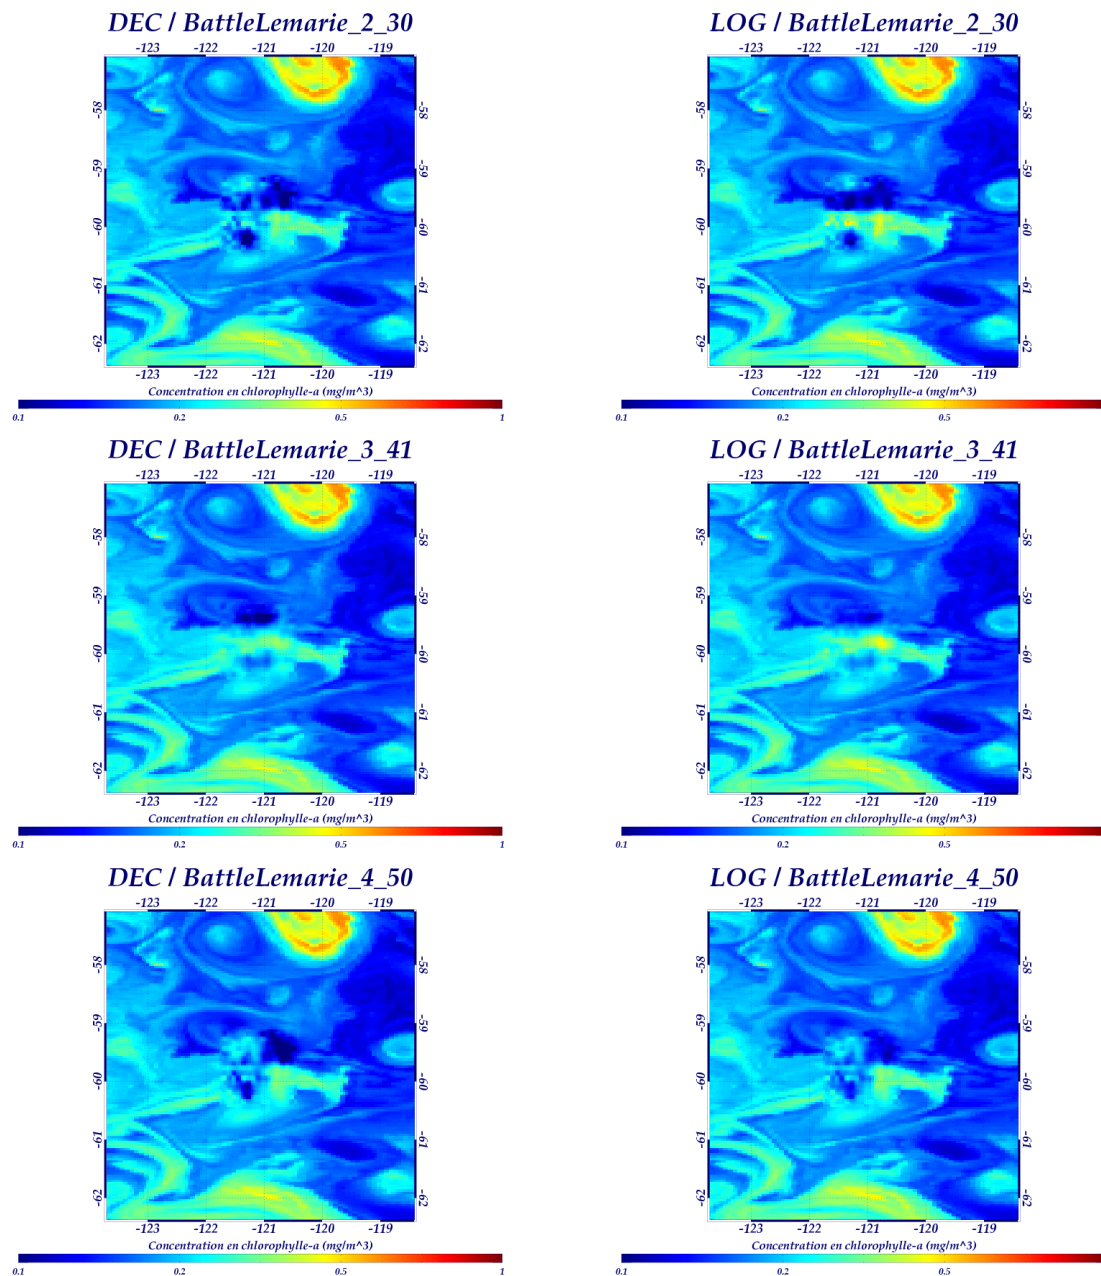 DEC / BattleLemarie_2_30 LOG / BattleLemarie_2_30
-123 -122 -121 -120 -119 -123 -122 -121 -120 -119
-58 -58 -58 -58
-59 -59 -59 -59
-60 -60 -60 -60
-61 -61 -61 -61
-62 -62 -62 -62
-123 -122 -121 -120 -119 -123 -122 -121 -120 -119
Concentration en chlorophylle-a (mg/m^3) Concentration en chlorophylle-a (mg/m^3)
0.1 0.2 0.5 1 0.1 0.2 0.5
DEC / BattleLemarie_3_41 LOG / BattleLemarie_3_41
-123 -122 -121 -120 -119 -123 -122 -121 -120 -119
-58 -58 -58 -58
-59 -59 -59 -59
-60 -60 -60 -60
-61 -61 -61 -61
-62 -62 -62 -62
-123 -122 -121 -120 -119 -123 -122 -121 -120 -119
Concentration en chlorophylle-a (mg/m^3) Concentration en chlorophylle-a (mg/m^3)
0.1 0.2 0.5 1 0.1 0.2 0.5
DEC / BattleLemarie_4_50 LOG / BattleLemarie_4_50
-123 -122 -121 -120 -119 -123 -122 -121 -120 -119
-58 -58 -58 -58
-59 -59 -59 -59
-60 -60 -60 -60
-61 -61 -61 -61
-62 -62 -62 -62
-123 -122 -121 -120 -119 -123 -122 -121 -120 -119
Concentration en chlorophylle-a (mg/m^3) Concentration en chlorophylle-a (mg/m^3)
0.1 0.2 0.5 1 0.1 0.2 0.5